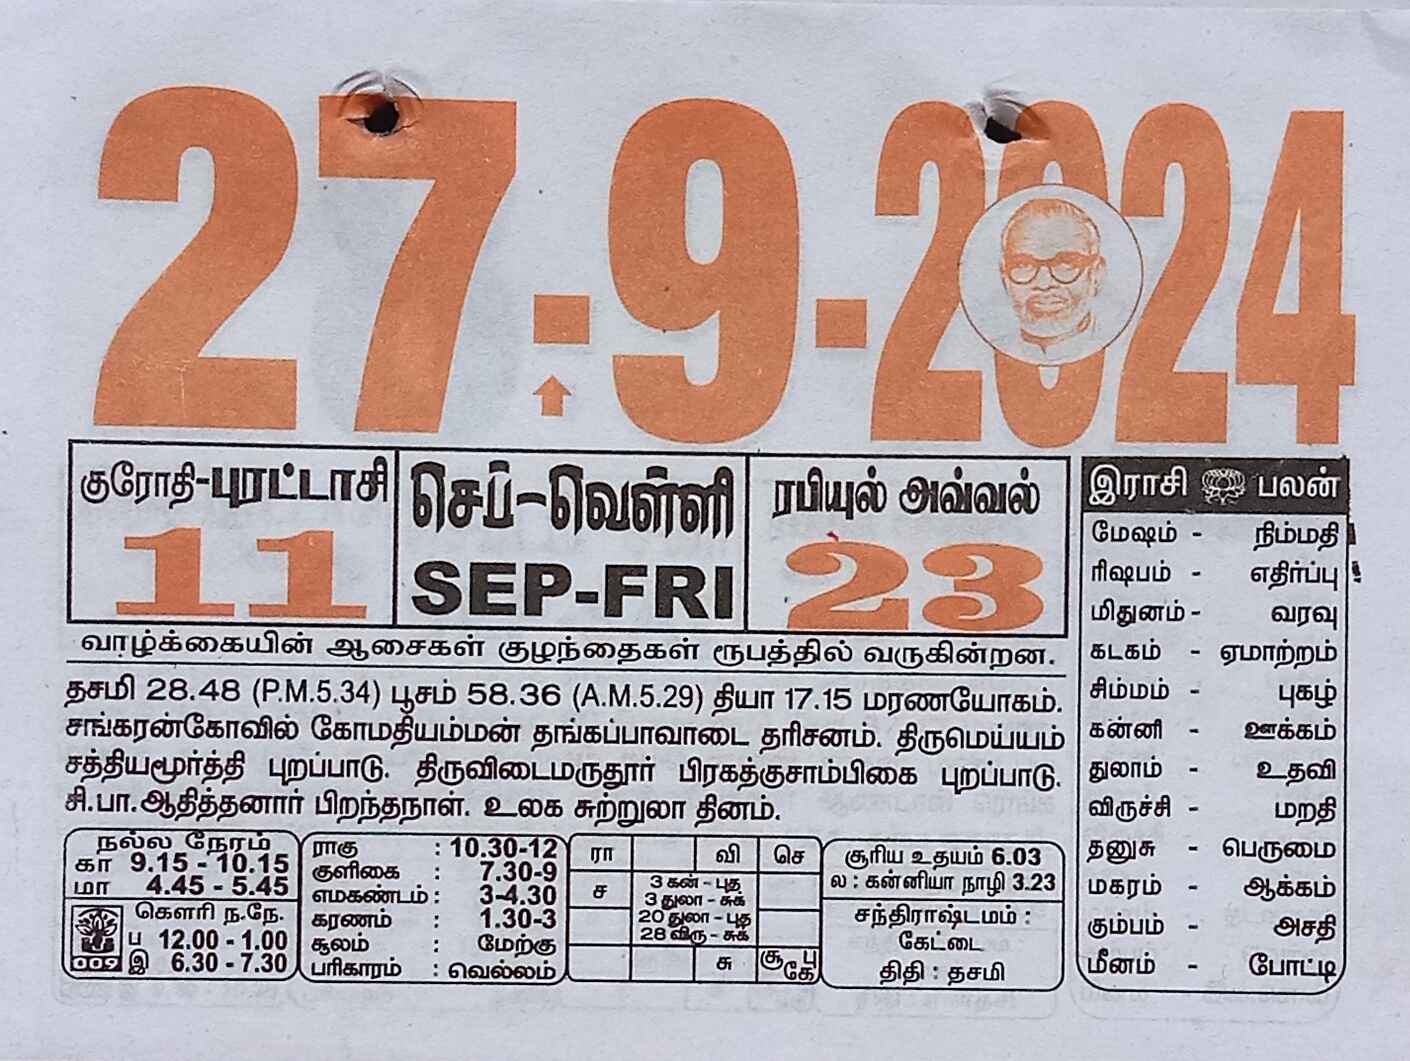 27-9-2024
குரோதி-புரட்டாசி
11
செப்-வெள்ளி
SEP-FRI
ரபியுல் அவ்வல்
23
வாழ்க்கையின் ஆசைகள் குழந்தைகள் ரூபத்தில் வருகின்றன.
தசமி 28.48 (P.M.5.34) பூசம் 58.36 (A.M.5.29) தியா 17.15 மரணயோகம்.
சங்கரன்கோவில் கோமதியம்மன் தங்கப்பாவாடை தரிசனம். திருமெய்யம்
சத்தியமூர்த்தி புறப்பாடு. திருவிடைமருதூர் பிரகத்குசாம்பிகை புறப்பாடு.
சி.பா.ஆதித்தனார் பிறந்தநாள். உலக சுற்றுலா தினம்.
நல்ல நேரம்
கா 9.15 - 10.15
மா 4.45 - 5.45
கௌரி ந.நே.
ப 12.00 - 1.00
இ 6.30 - 7.30
009
ராகு : 10.30-12
குளிகை : 7.30-9
எமகண்டம் : 3-4.30
கரணம் : 1.30-3
சூலம் : மேற்கு
பரிகாரம் : வெல்லம்
ரா வி செ
ச
3 கன் - புத
3 துலா - சுக்
20 துலா - புத
28 விரு - சுக்
சு சூ பு
கே
சூரிய உதயம் 6.03
ல : கன்னியா நாழி 3.23
சந்திராஷ்டமம் :
கேட்டை
திதி : தசமி
இராசி பலன்
மேஷம் - நிம்மதி
ரிஷபம் - எதிர்ப்பு
மிதுனம் - வரவு
கடகம் - ஏமாற்றம்
சிம்மம் - புகழ்
கன்னி - ஊக்கம்
துலாம் - உதவி
விருச்சி - மறதி
தனுசு - பெருமை
மகரம் - ஆக்கம்
கும்பம் - அசதி
மீனம் - போட்டி